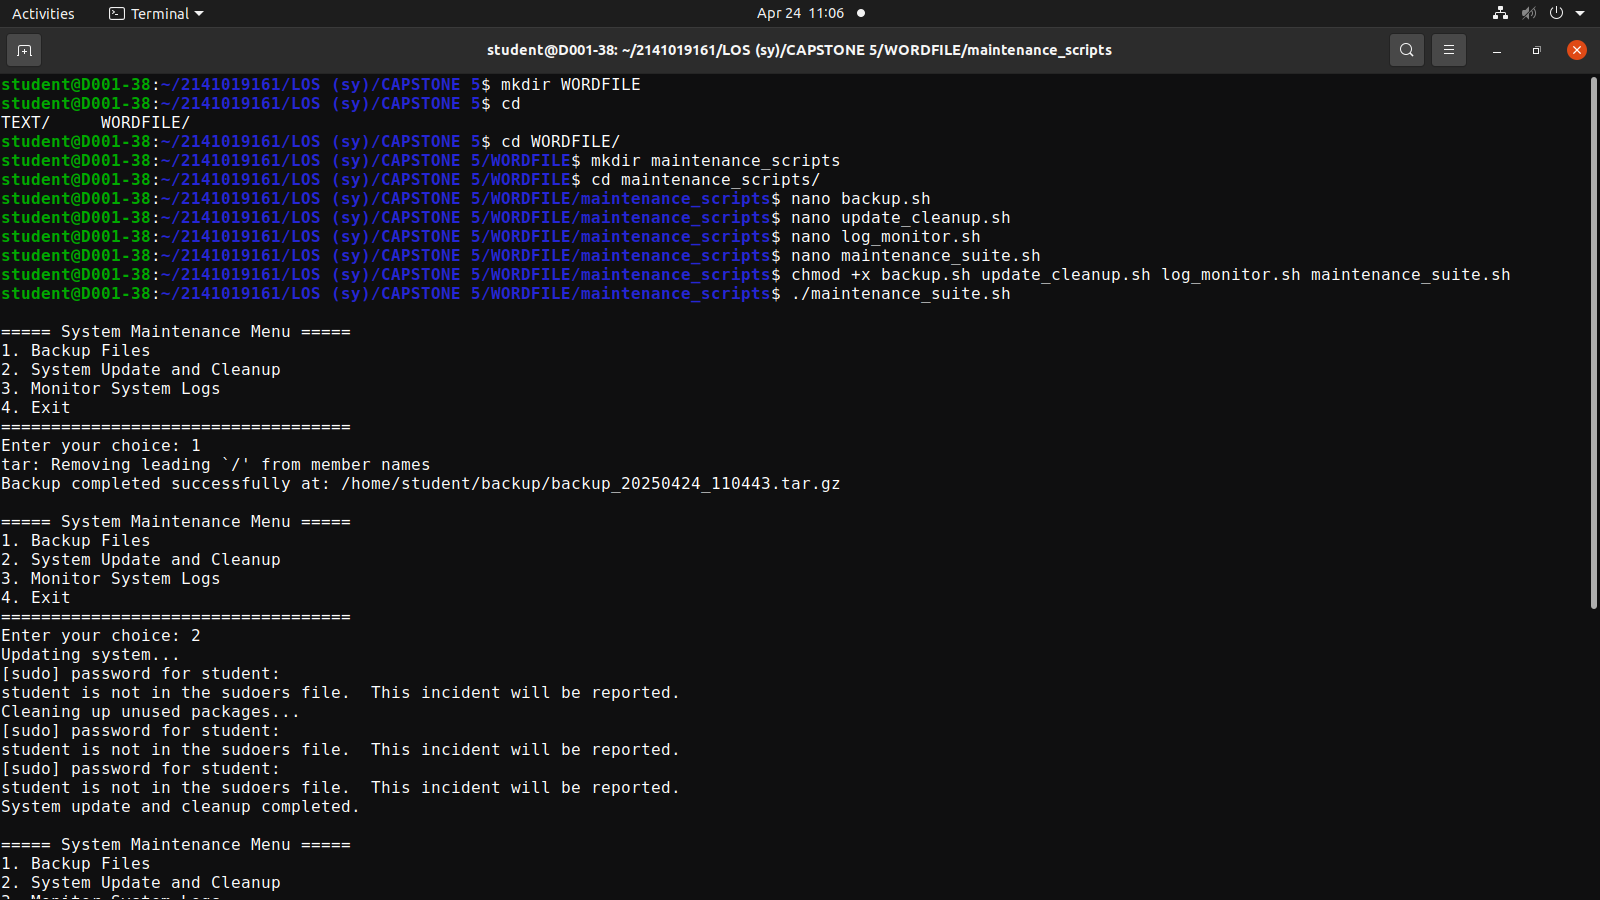 Activities Terminal Apr 24 11:06
student@D001-38: ~/2141019161/LOS (sy)/CAPSTONE 5/WORDFILE/maintenance_scripts
student@D001-38:~/2141019161/LOS (sy)/CAPSTONE 5$ mkdir WORDFILE
student@D001-38:~/2141019161/LOS (sy)/CAPSTONE 5$ cd
TEXT/     WORDFILE/
student@D001-38:~/2141019161/LOS (sy)/CAPSTONE 5$ cd WORDFILE/
student@D001-38:~/2141019161/LOS (sy)/CAPSTONE 5/WORDFILE$ mkdir maintenance_scripts
student@D001-38:~/2141019161/LOS (sy)/CAPSTONE 5/WORDFILE$ cd maintenance_scripts/
student@D001-38:~/2141019161/LOS (sy)/CAPSTONE 5/WORDFILE/maintenance_scripts$ nano backup.sh
student@D001-38:~/2141019161/LOS (sy)/CAPSTONE 5/WORDFILE/maintenance_scripts$ nano update_cleanup.sh
student@D001-38:~/2141019161/LOS (sy)/CAPSTONE 5/WORDFILE/maintenance_scripts$ nano log_monitor.sh
student@D001-38:~/2141019161/LOS (sy)/CAPSTONE 5/WORDFILE/maintenance_scripts$ nano maintenance_suite.sh
student@D001-38:~/2141019161/LOS (sy)/CAPSTONE 5/WORDFILE/maintenance_scripts$ chmod +x backup.sh update_cleanup.sh log_monitor.sh maintenance_suite.sh
student@D001-38:~/2141019161/LOS (sy)/CAPSTONE 5/WORDFILE/maintenance_scripts$ ./maintenance_suite.sh
===== System Maintenance Menu =====
1. Backup Files
2. System Update and Cleanup
3. Monitor System Logs
4. Exit
===================================
Enter your choice: 1
tar: Removing leading `/' from member names
Backup completed successfully at: /home/student/backup/backup_20250424_110443.tar.gz
===== System Maintenance Menu =====
1. Backup Files
2. System Update and Cleanup
3. Monitor System Logs
4. Exit
===================================
Enter your choice: 2
Updating system...
[sudo] password for student:
student is not in the sudoers file.  This incident will be reported.
Cleaning up unused packages...
[sudo] password for student:
student is not in the sudoers file.  This incident will be reported.
[sudo] password for student:
student is not in the sudoers file.  This incident will be reported.
System update and cleanup completed.
===== System Maintenance Menu =====
1. Backup Files
2. System Update and Cleanup
3. Monitor System Logs